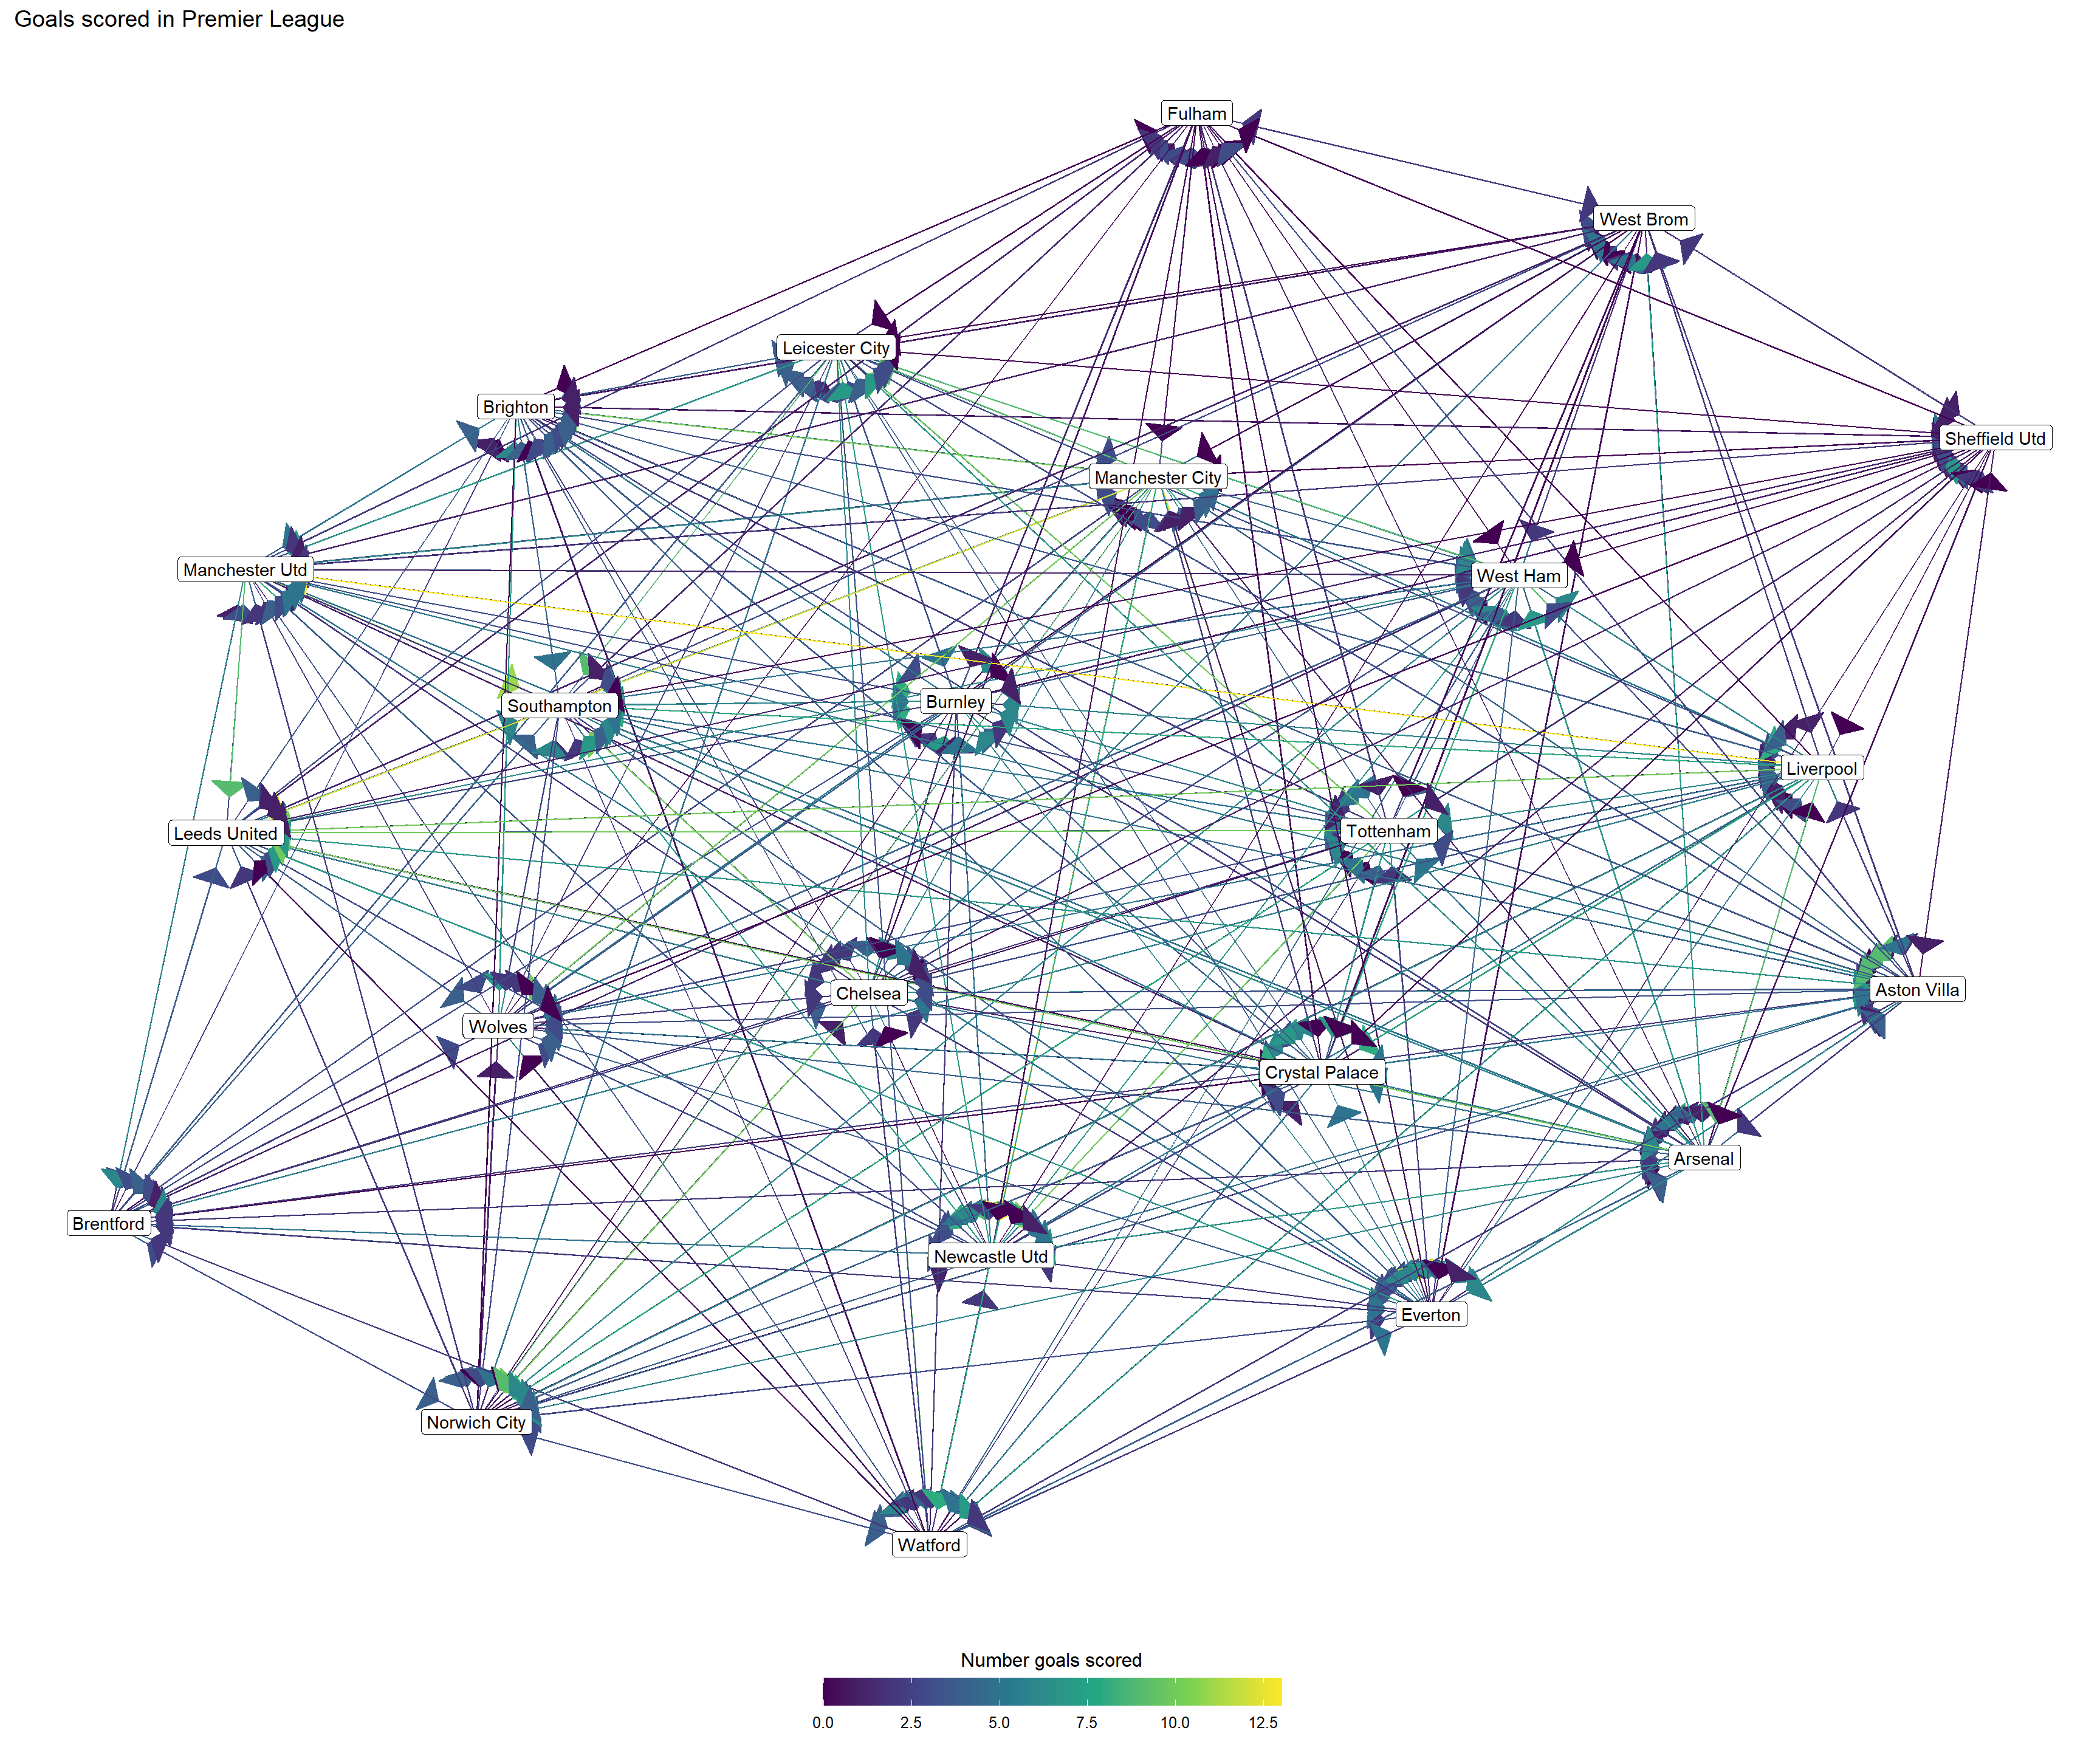 Goals scored in Premier League
Fulham
West Brom
Leicester City
Brighton
Sheffield Utd
Manchester City
Manchester Utd
West Ham
Southampton
Burnley
Liverpool
Leeds United
Tottenham
Chelsea
Aston Villa
Wolves
Crystal Palace
Arsenal
Brentford
Newcastle Utd
Everton
Norwich City
Watford
Number goals scored
0.0 2.5 5.0 7.5 10.0 12.5